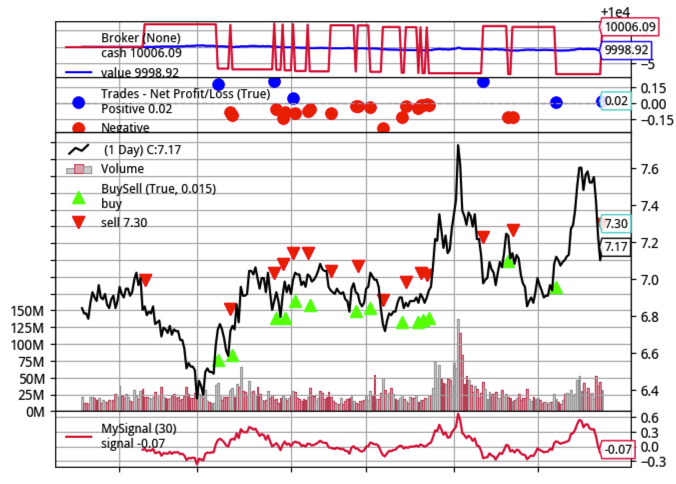 +1e4
Broker (None)
cash 10006.09
value 9998.92
10006.09
9998.92
-5
Trades - Net Profit/Loss (True)
Positive 0.02
Negative
0.15
0.02
0.00
-0.15
(1 Day) C:7.17
Volume
BuySell (True, 0.015)
buy
sell 7.30
7.6
7.4
7.30
7.2
7.17
7.0
6.8
6.6
6.4
150M
125M
100M
75M
50M
25M
0M
MySignal (30)
signal -0.07
0.6
0.3
0.0
-0.07
-0.3